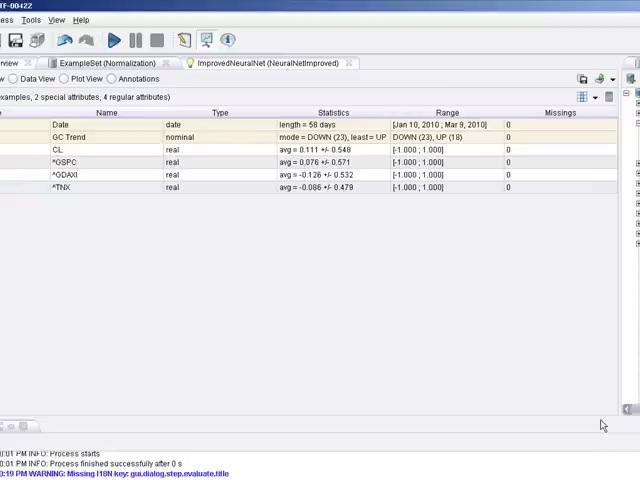 TF-00422
ess Tools View Help
rview ExampleSet (Normalization) ImprovedNeuralNet (NeuralNetImproved)
w Data View Plot View Annotations
examples, 2 special attributes, 4 regular attributes)
e Name Type Statistics Range Missings
Date date length = 58 days [Jan 10, 2010 ; Mar 9, 2010] 0
GC Trend nominal mode = DOWN (23), least = UP DOWN (23), UP (18) 0
CL real avg = 0.111 +/- 0.548 [-1.000 ; 1.000] 0
^GSPC real avg = 0.076 +/- 0.571 [-1.000 ; 1.000] 0
^GDAXI real avg = -0.126 +/- 0.532 [-1.000 ; 1.000] 0
^TNX real avg = -0.086 +/- 0.479 [-1.000 ; 1.000] 0
0:01 PM INFO: Process starts
0:01 PM INFO: Process finished successfully after 0 s
0:19 PM WARNING: Missing I18N key: gui.dialog.step.evaluate.title